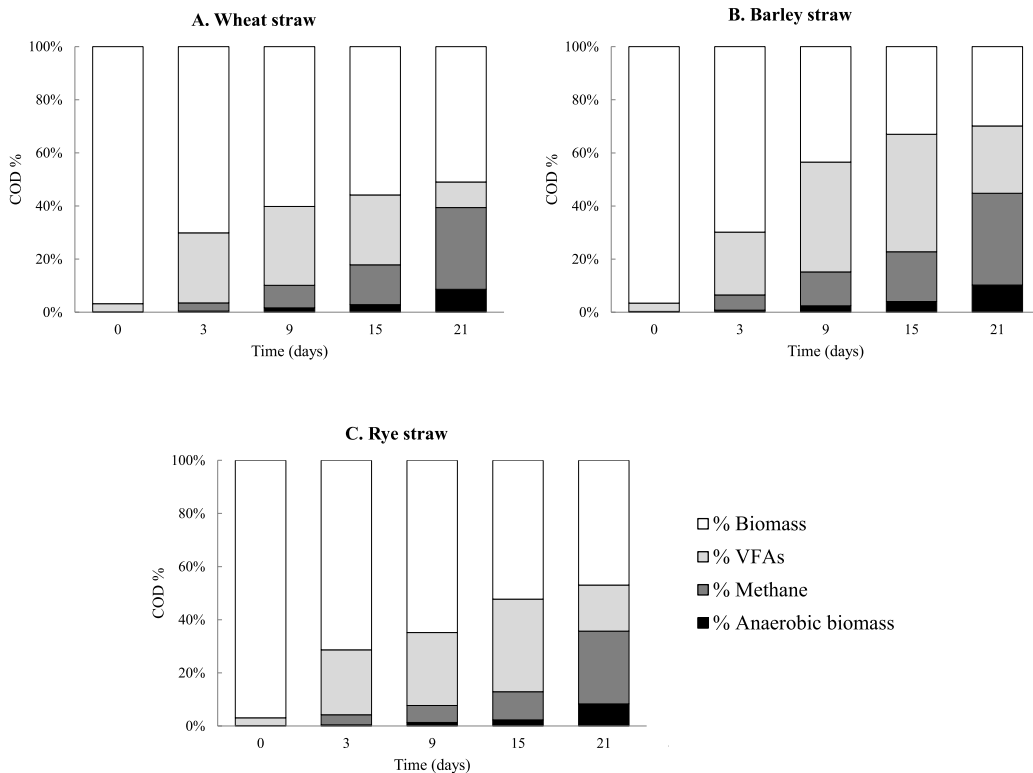 A. Wheat straw
100%
80%
60%
40%
20%
0%
COD %
0 3 9 15 21
Time (days)
B. Barley straw
100%
80%
60%
40%
20%
0%
COD %
0 3 9 15 21
Time (days)
C. Rye straw
100%
80%
60%
40%
20%
0%
COD %
0 3 9 15 21
Time (days)
% Biomass
% VFAs
% Methane
% Anaerobic biomass